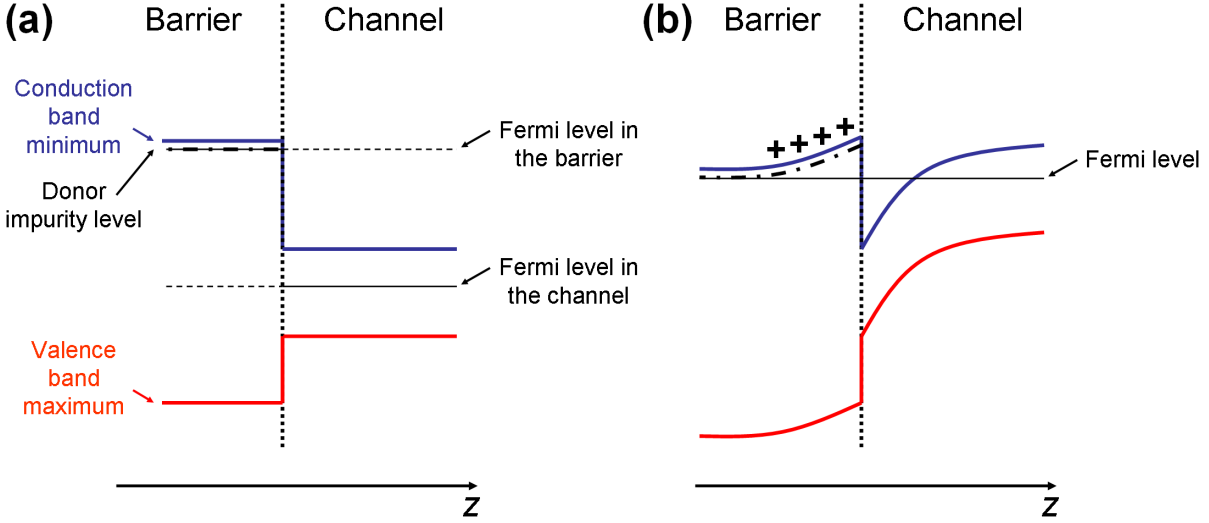 (a)
Barrier
Channel
Conduction
band
minimum
Donor
impurity level
Fermi level in
the barrier
Fermi level in
the channel
Valence
band
maximum
z
(b)
Barrier
Channel
+ + + +
Fermi level
z